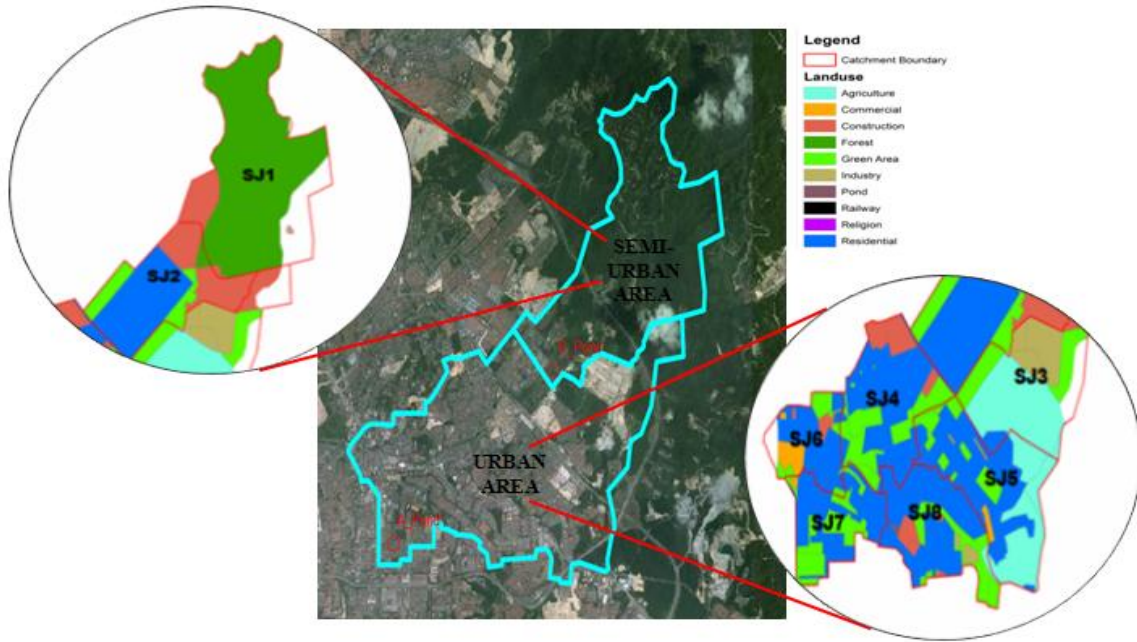 SJ1
SJ2
SEMI-
URBAN
AREA
URBAN
AREA
Legend
Catchment Boundary
Landuse
Agriculture
Commercial
Construction
Forest
Green Area
Industry
Pond
Railway
Religion
Residential
SJ3
SJ4
SJ6
SJ5
SJ7
SJ8